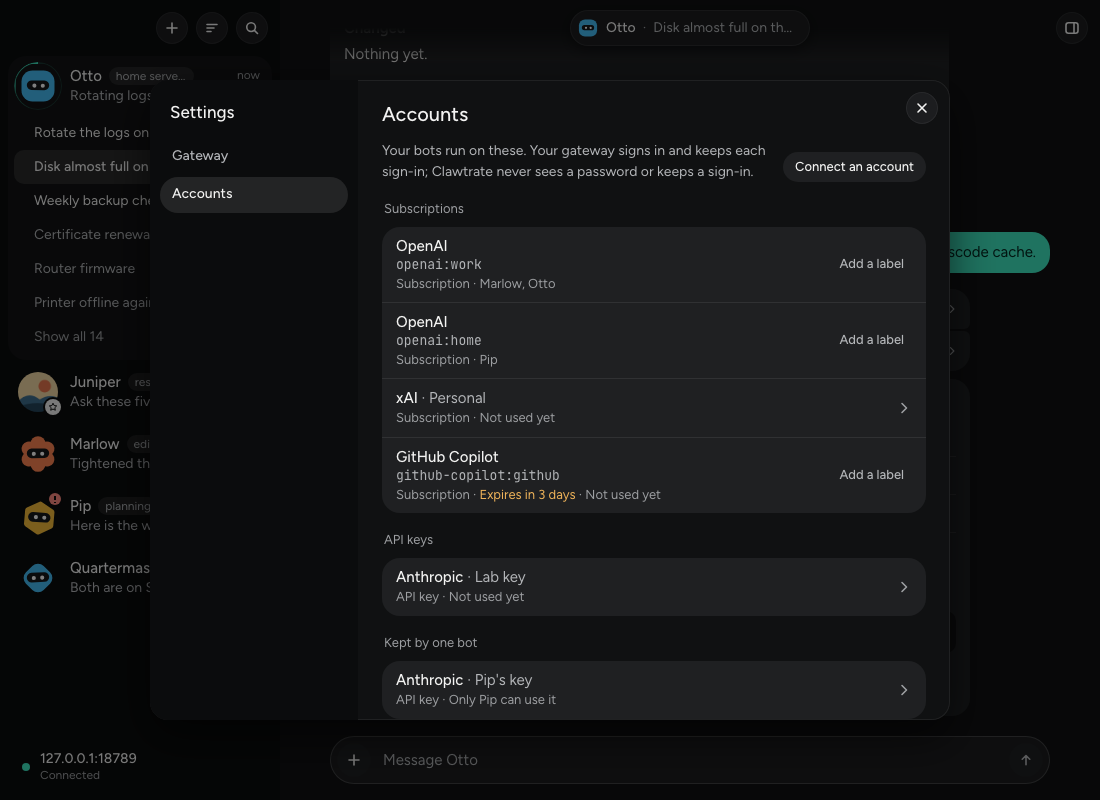 Otto · Disk almost full on th...
Nothing yet.
Otto home serve... now
Rotating logs
Rotate the logs on
Disk almost full on
Weekly backup che
Certificate renewa
Router firmware
Printer offline again
Show all 14
Juniper res
Ask these fiv
Marlow edi
Tightened th
Pip planning
Here is the w
Quartermas
Both are on S
127.0.0.1:18789
Connected
Settings
Gateway
Accounts
Accounts
Your bots run on these. Your gateway signs in and keeps each
sign-in; Clawtrate never sees a password or keeps a sign-in.
Connect an account
Subscriptions
OpenAI
openai:work
Subscription · Marlow, Otto
Add a label
OpenAI
openai:home
Subscription · Pip
Add a label
xAI · Personal
Subscription · Not used yet
GitHub Copilot
github-copilot:github
Subscription · Expires in 3 days · Not used yet
Add a label
API keys
Anthropic · Lab key
API key · Not used yet
Kept by one bot
Anthropic · Pip's key
API key · Only Pip can use it
scode cache.
Message Otto